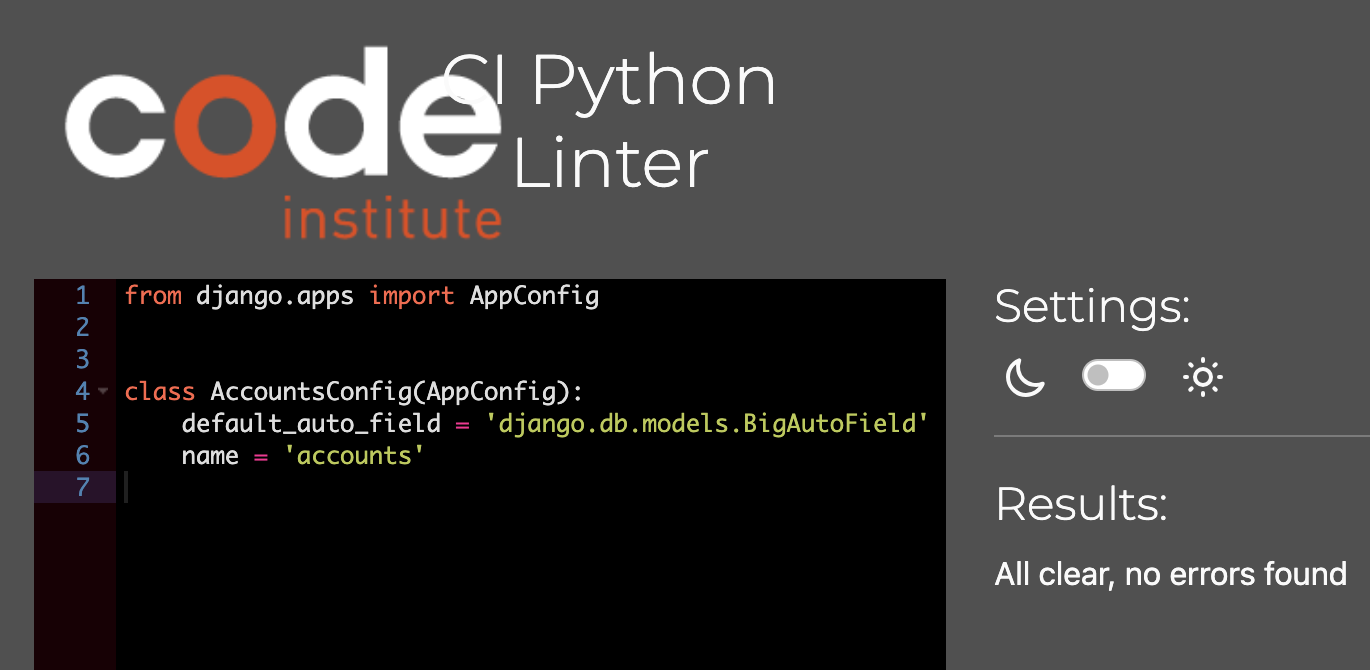 code
institute
CI Python
Linter
1 from django.apps import AppConfig
2
3
4 class AccountsConfig(AppConfig):
5     default_auto_field = 'django.db.models.BigAutoField'
6     name = 'accounts'
7
Settings:
Results:
All clear, no errors found